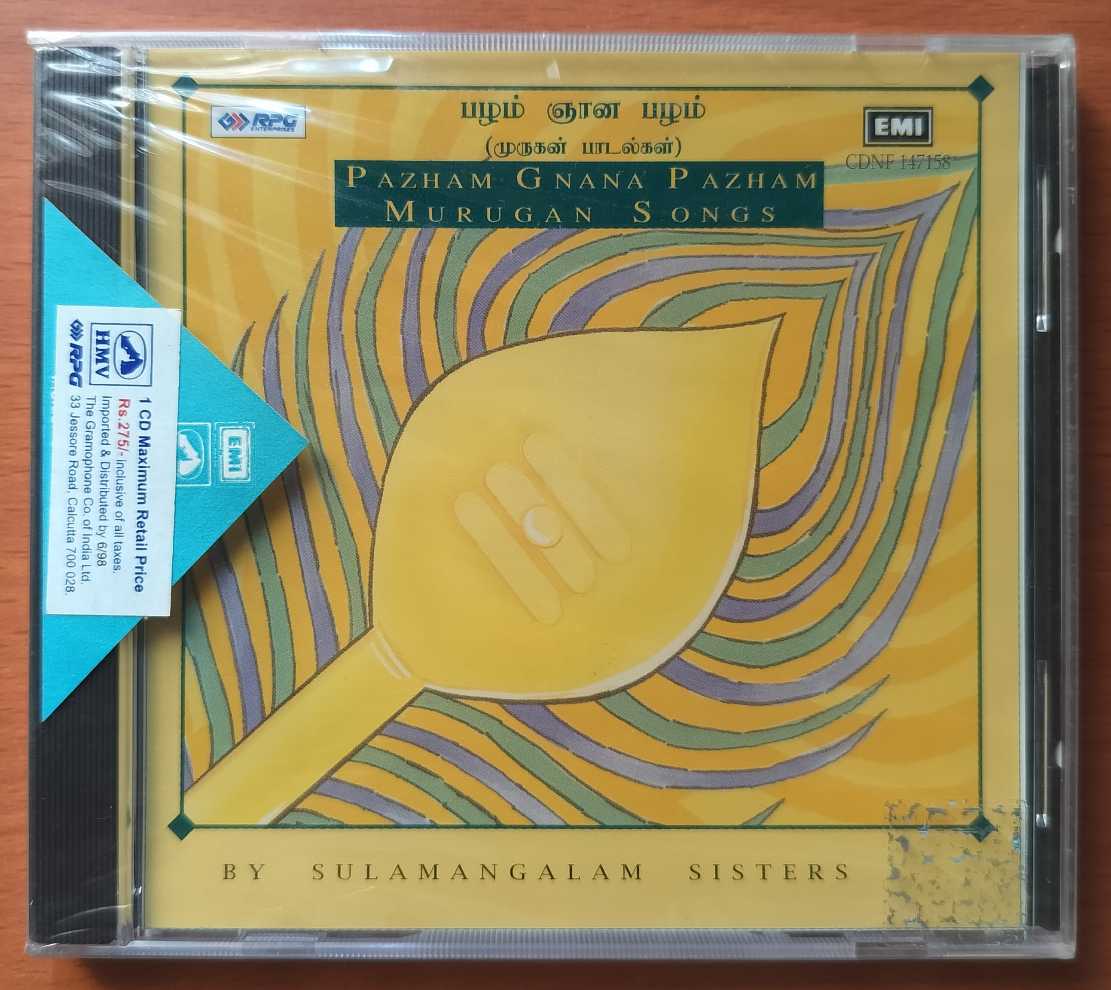 பழம் ஞான பழம்
(முருகன் பாடல்கள்)
PAZHAM GNANA PAZHAM
MURUGAN SONGS
RPG
ENTERPRISES
EMI
CDNF 147158
HMV
RPG
1 CD Maximum Retail Price
Rs.275/- inclusive of all taxes.
Imported & Distributed by 6/98
The Gramophone Co. of India Ltd.
33 Jessore Road, Calcutta 700 028.
EMI
BY SULAMANGALAM SISTERS